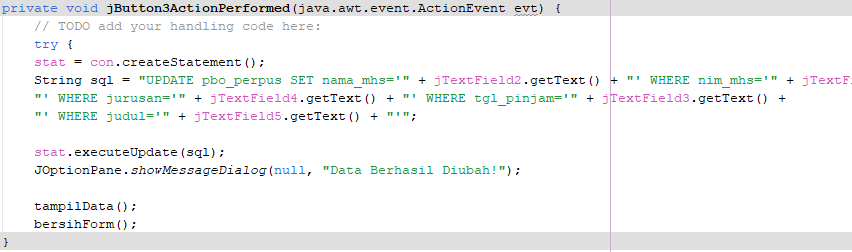 private void jButton3ActionPerformed(java.awt.event.ActionEvent evt) {
// TODO add your handling code here:
try {
stat = con.createStatement();
String sql = "UPDATE pbo_perpus SET nama_mhs='" + jTextField2.getText() + "' WHERE nim_mhs='" + jTextF
"' WHERE jurusan='" + jTextField4.getText() + "' WHERE tgl_pinjam='" + jTextField3.getText() +
"' WHERE judul='" + jTextField5.getText() + "'";
stat.executeUpdate(sql);
JOptionPane.showMessageDialog(null, "Data Berhasil Diubah!");
tampilData();
bersihForm();
}